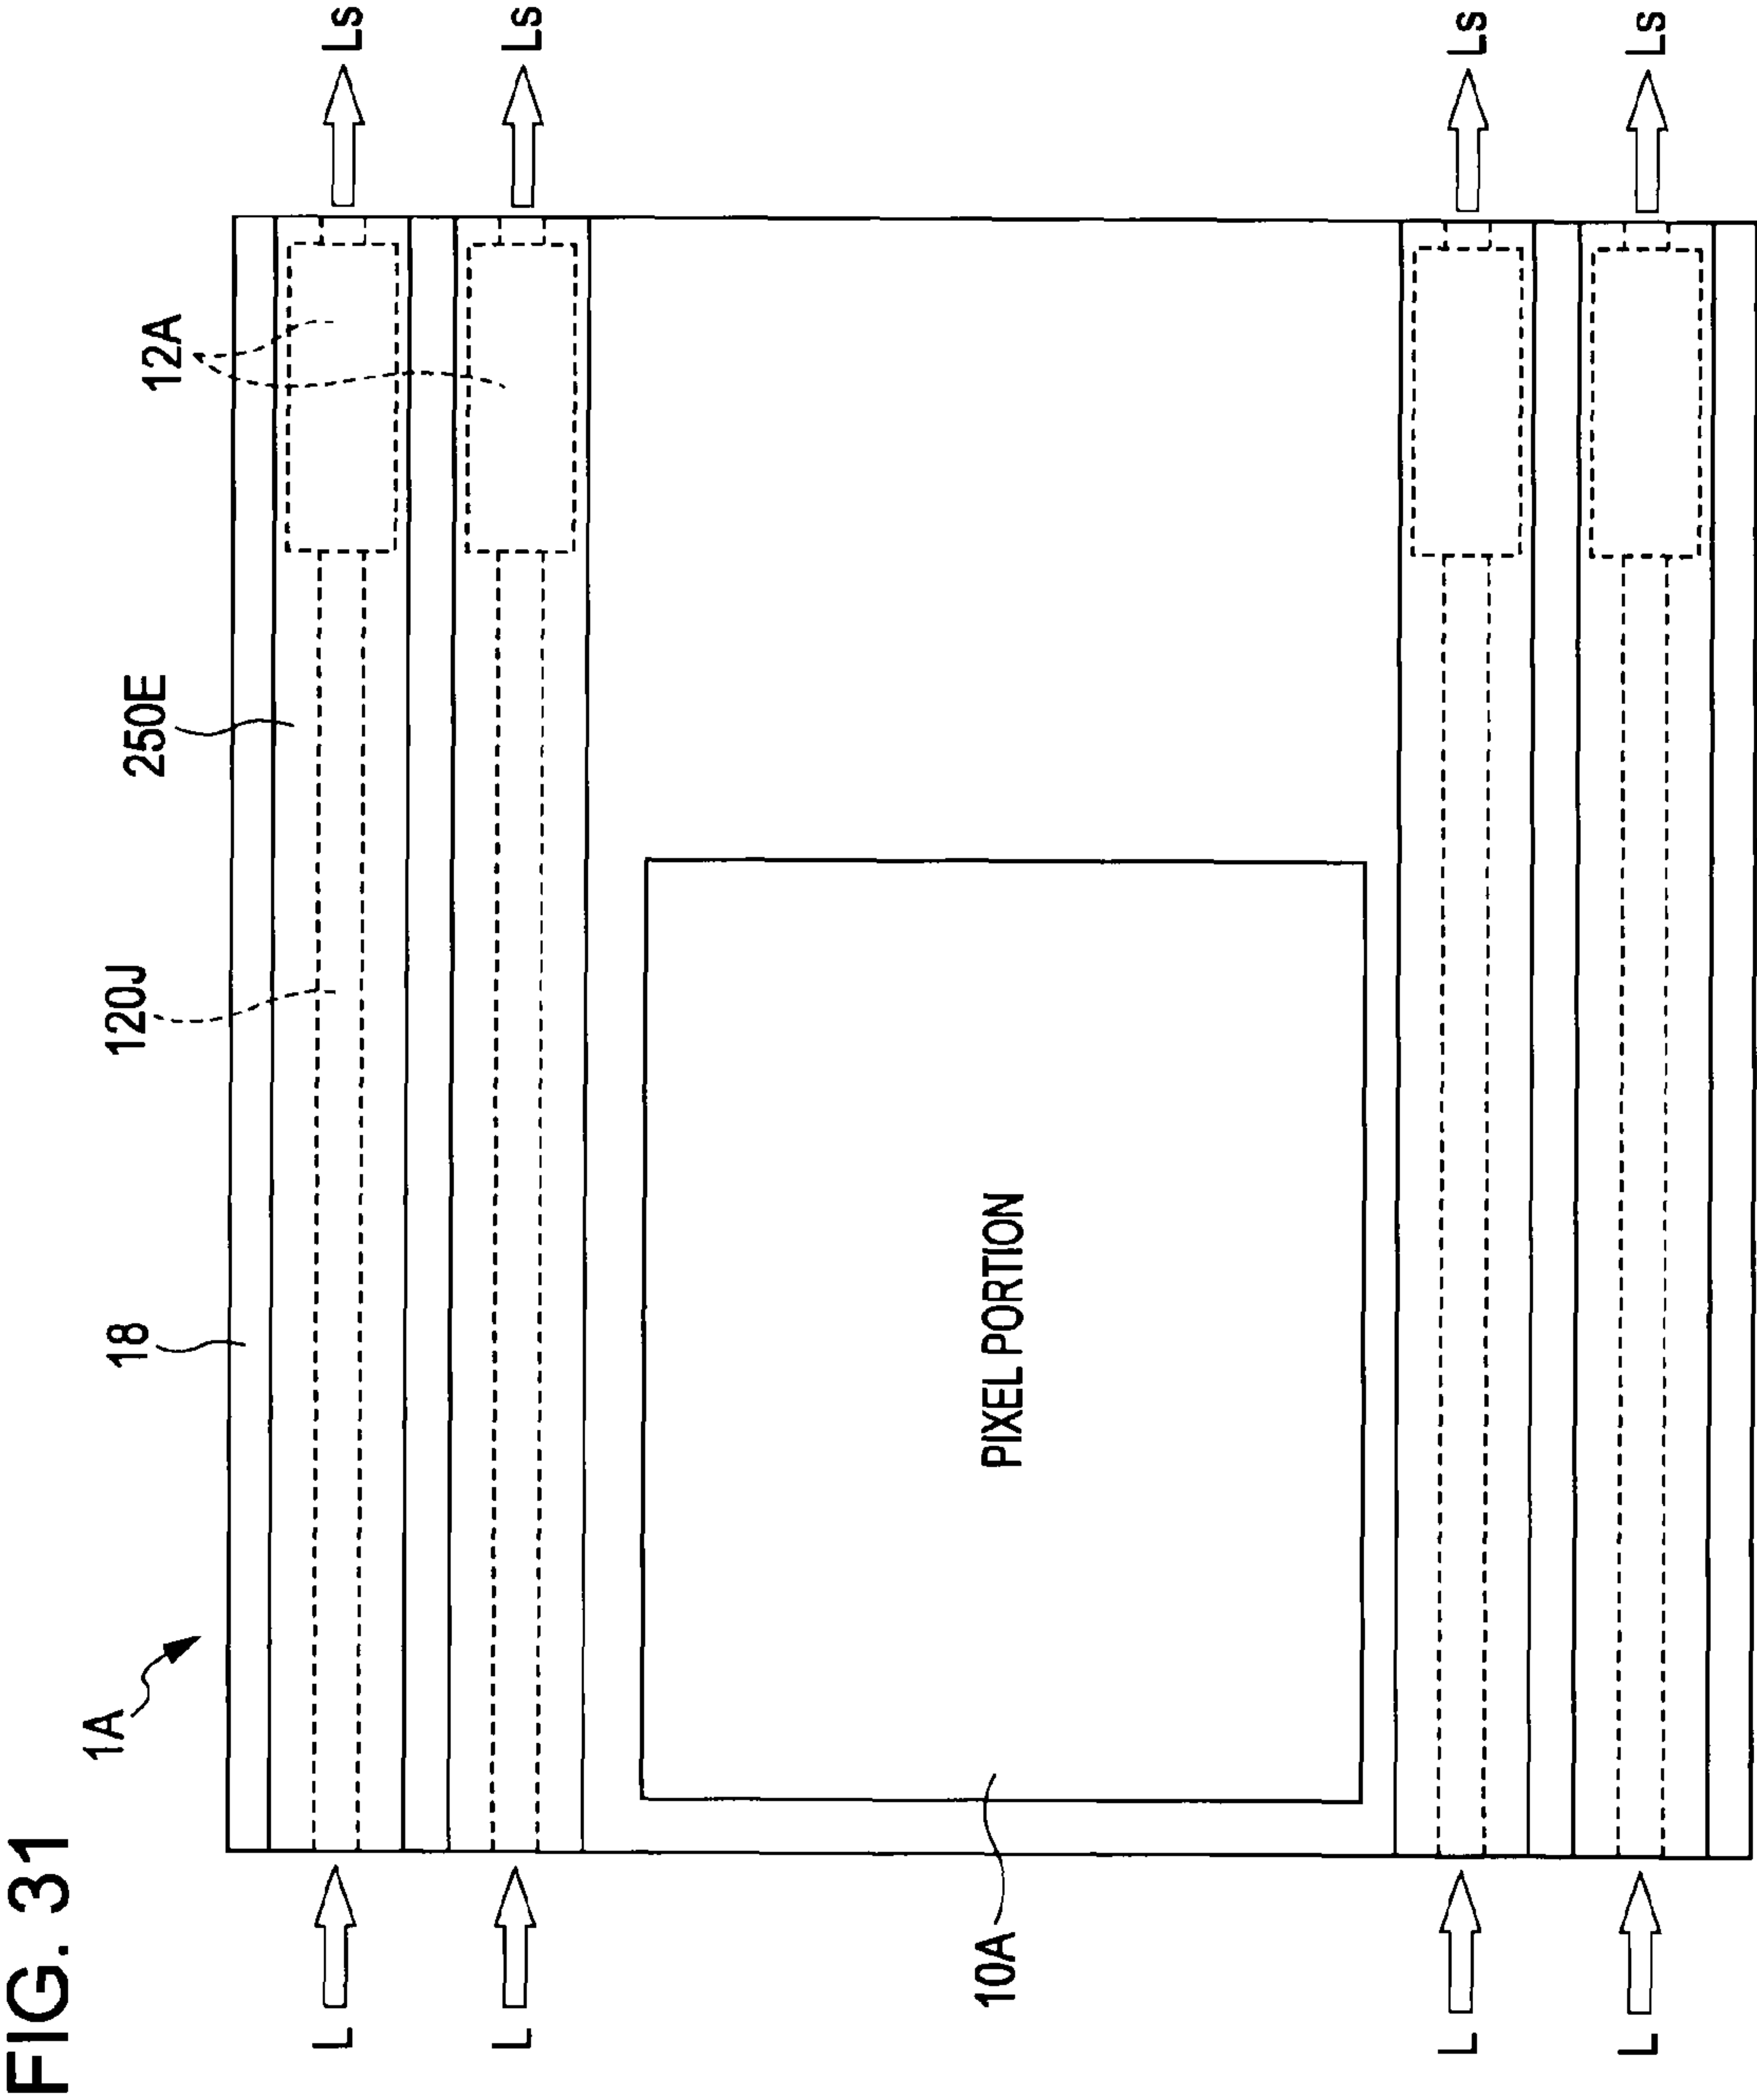 FIG. 31
1A
18
120J
250E
12A
L
Ls
L
Ls
10A
PIXEL PORTION
L
Ls
L
Ls